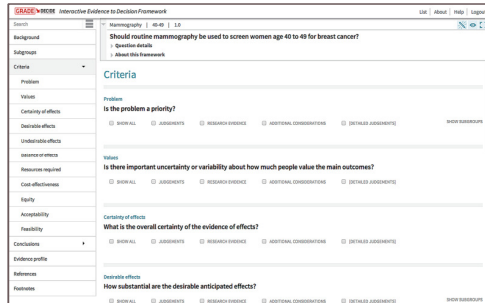 GRADE DECIDE Interactive Evidence to Decision Framework
List | About | Help | Logout
Search
Background
Subgroups
Criteria
Problem
Values
Certainty of effects
Desirable effects
Undesirable effects
Balance of effects
Resources required
Cost-effectiveness
Equity
Acceptability
Feasibility
Conclusions
Evidence profile
References
Footnotes
Mammography | 40-49 | 1.0
Should routine mammography be used to screen women age 40 to 49 for breast cancer?
Question details
About this framework
Criteria
Problem
Is the problem a priority?
SHOW ALL JUDGEMENTS RESEARCH EVIDENCE ADDITIONAL CONSIDERATIONS (DETAILED JUDGEMENTS) SHOW SUBGROUPS
Values
Is there important uncertainty or variability about how much people value the main outcomes?
SHOW ALL JUDGEMENTS RESEARCH EVIDENCE ADDITIONAL CONSIDERATIONS (DETAILED JUDGEMENTS)
Certainty of effects
What is the overall certainty of the evidence of effects?
SHOW ALL JUDGEMENTS RESEARCH EVIDENCE ADDITIONAL CONSIDERATIONS (DETAILED JUDGEMENTS)
Desirable effects
How substantial are the desirable anticipated effects?
SHOW ALL JUDGEMENTS RESEARCH EVIDENCE ADDITIONAL CONSIDERATIONS (DETAILED JUDGEMENTS) SHOW SUBGROUPS